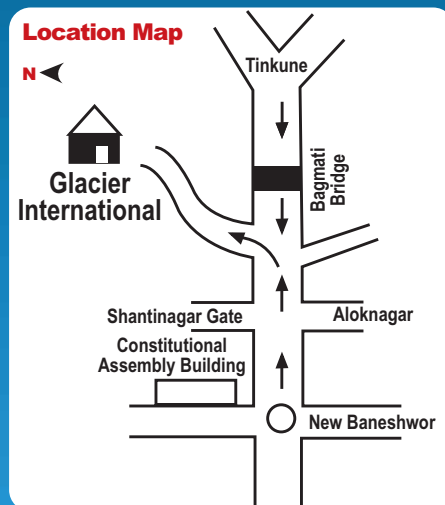 Location Map
N
Tinkune
Bagmati
Bridge
Glacier
International
Shantinagar Gate
Aloknagar
Constitutional
Assembly Building
New Baneshwor